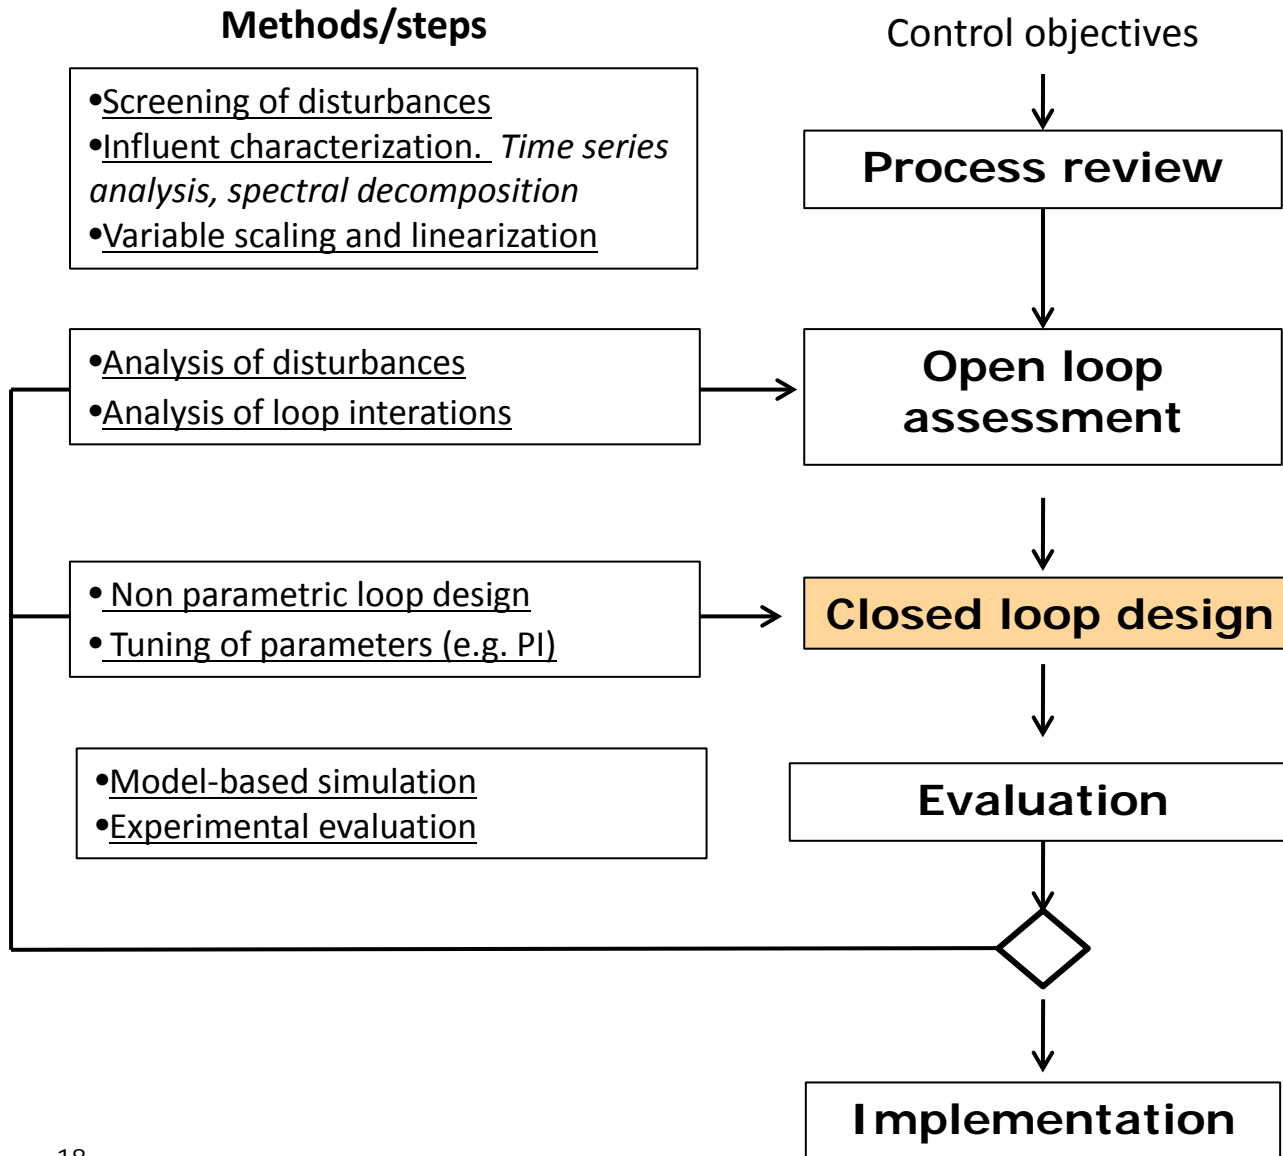 Methods/steps
Control objectives
•Screening of disturbances
•Influent characterization. Time series
analysis, spectral decomposition
•Variable scaling and linearization
Process review
•Analysis of disturbances
•Analysis of loop interations
Open loop
assessment
• Non parametric loop design
• Tuning of parameters (e.g. PI)
Closed loop design
•Model-based simulation
•Experimental evaluation
Evaluation
Implementation
18